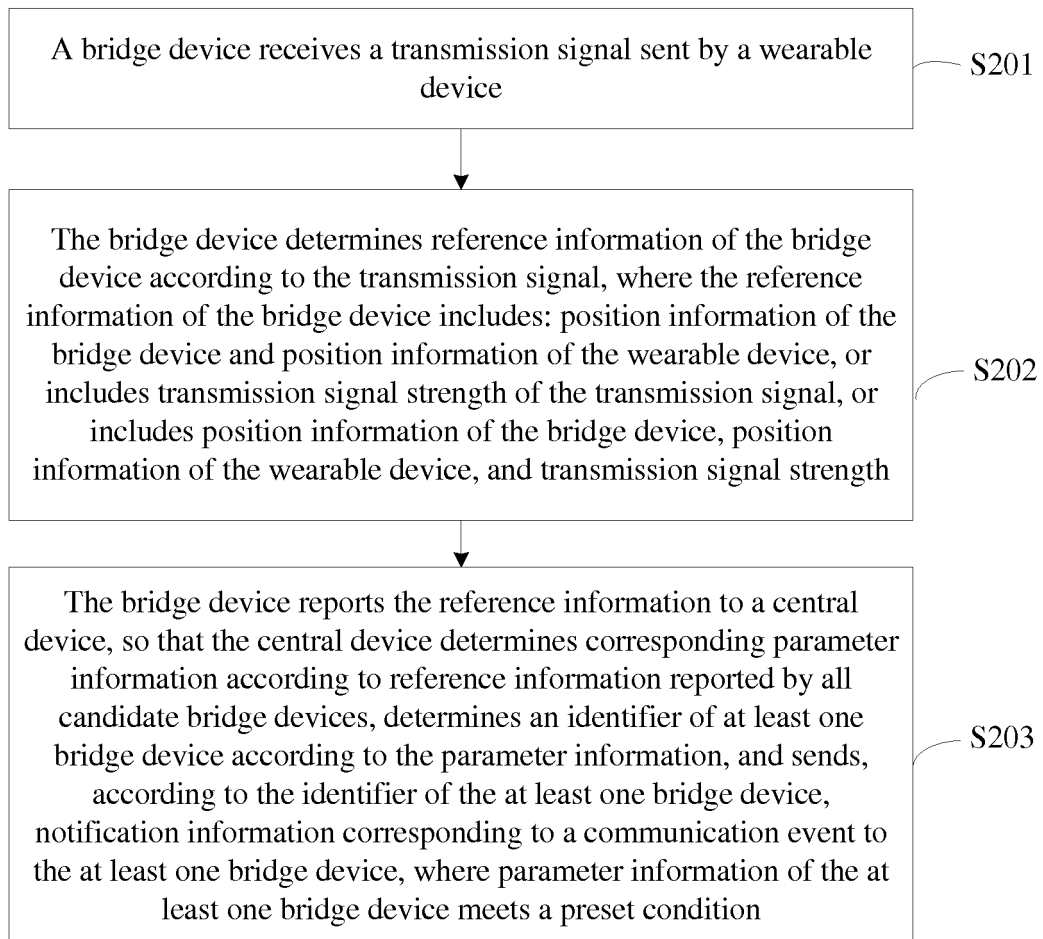 A bridge device receives a transmission signal sent by a wearable
device
S201
The bridge device determines reference information of the bridge
device according to the transmission signal, where the reference
information of the bridge device includes: position information of the
bridge device and position information of the wearable device, or
includes transmission signal strength of the transmission signal, or
includes position information of the bridge device, position
information of the wearable device, and transmission signal strength
S202
The bridge device reports the reference information to a central
device, so that the central device determines corresponding parameter
information according to reference information reported by all
candidate bridge devices, determines an identifier of at least one
bridge device according to the parameter information, and sends,
according to the identifier of the at least one bridge device,
notification information corresponding to a communication event to
the at least one bridge device, where parameter information of the at
least one bridge device meets a preset condition
S203